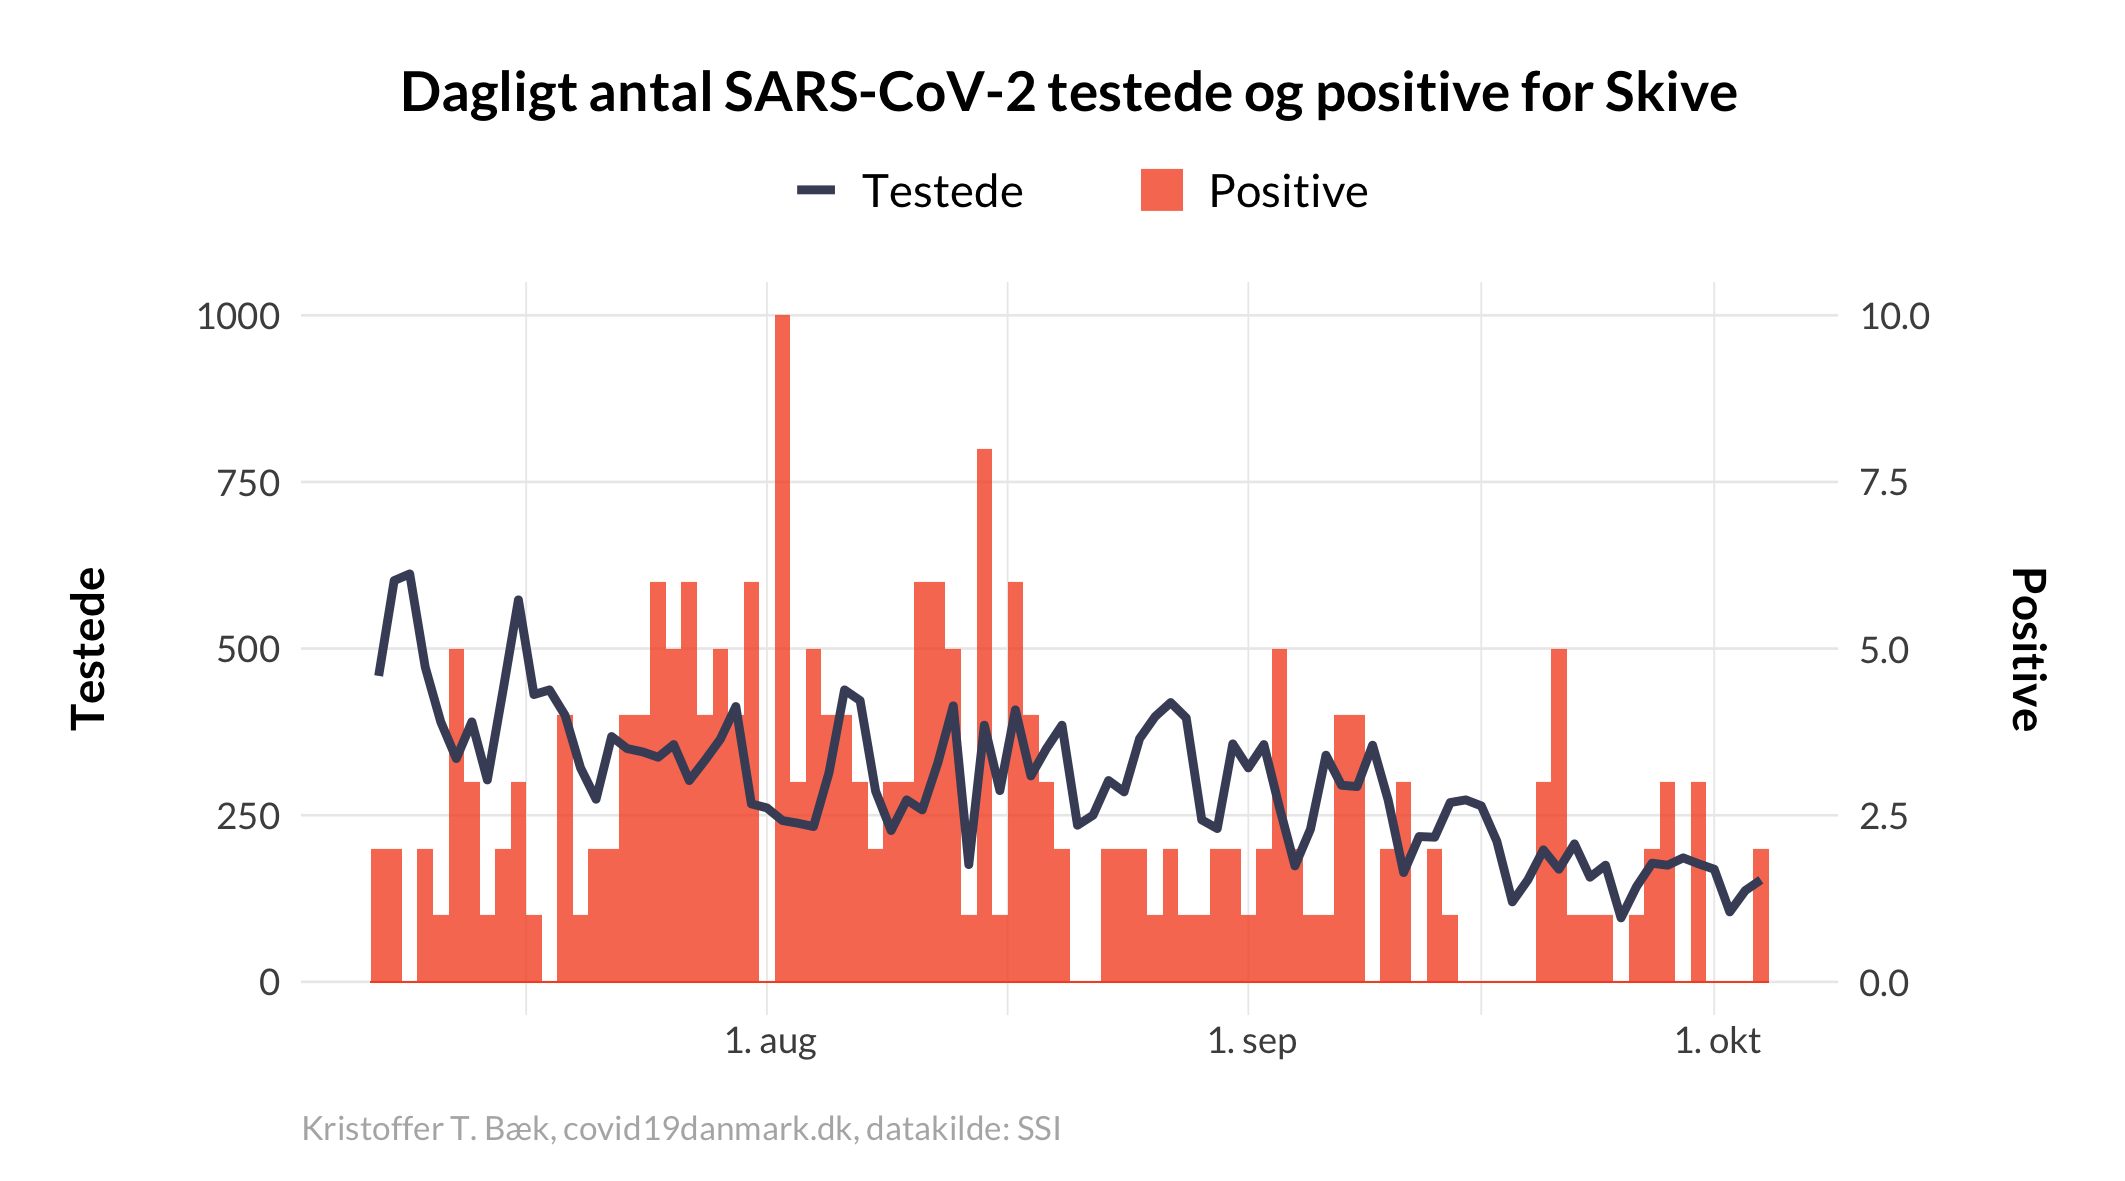 Dagligt antal SARS-CoV-2 testede og positive for Skive
Testede
Positive
1000
750
500
250
0
Testede
10.0
7.5
5.0
2.5
0.0
Positive
1. aug
1. sep
1. okt
Kristoffer T. Bæk, covid19danmark.dk, datakilde: SSI